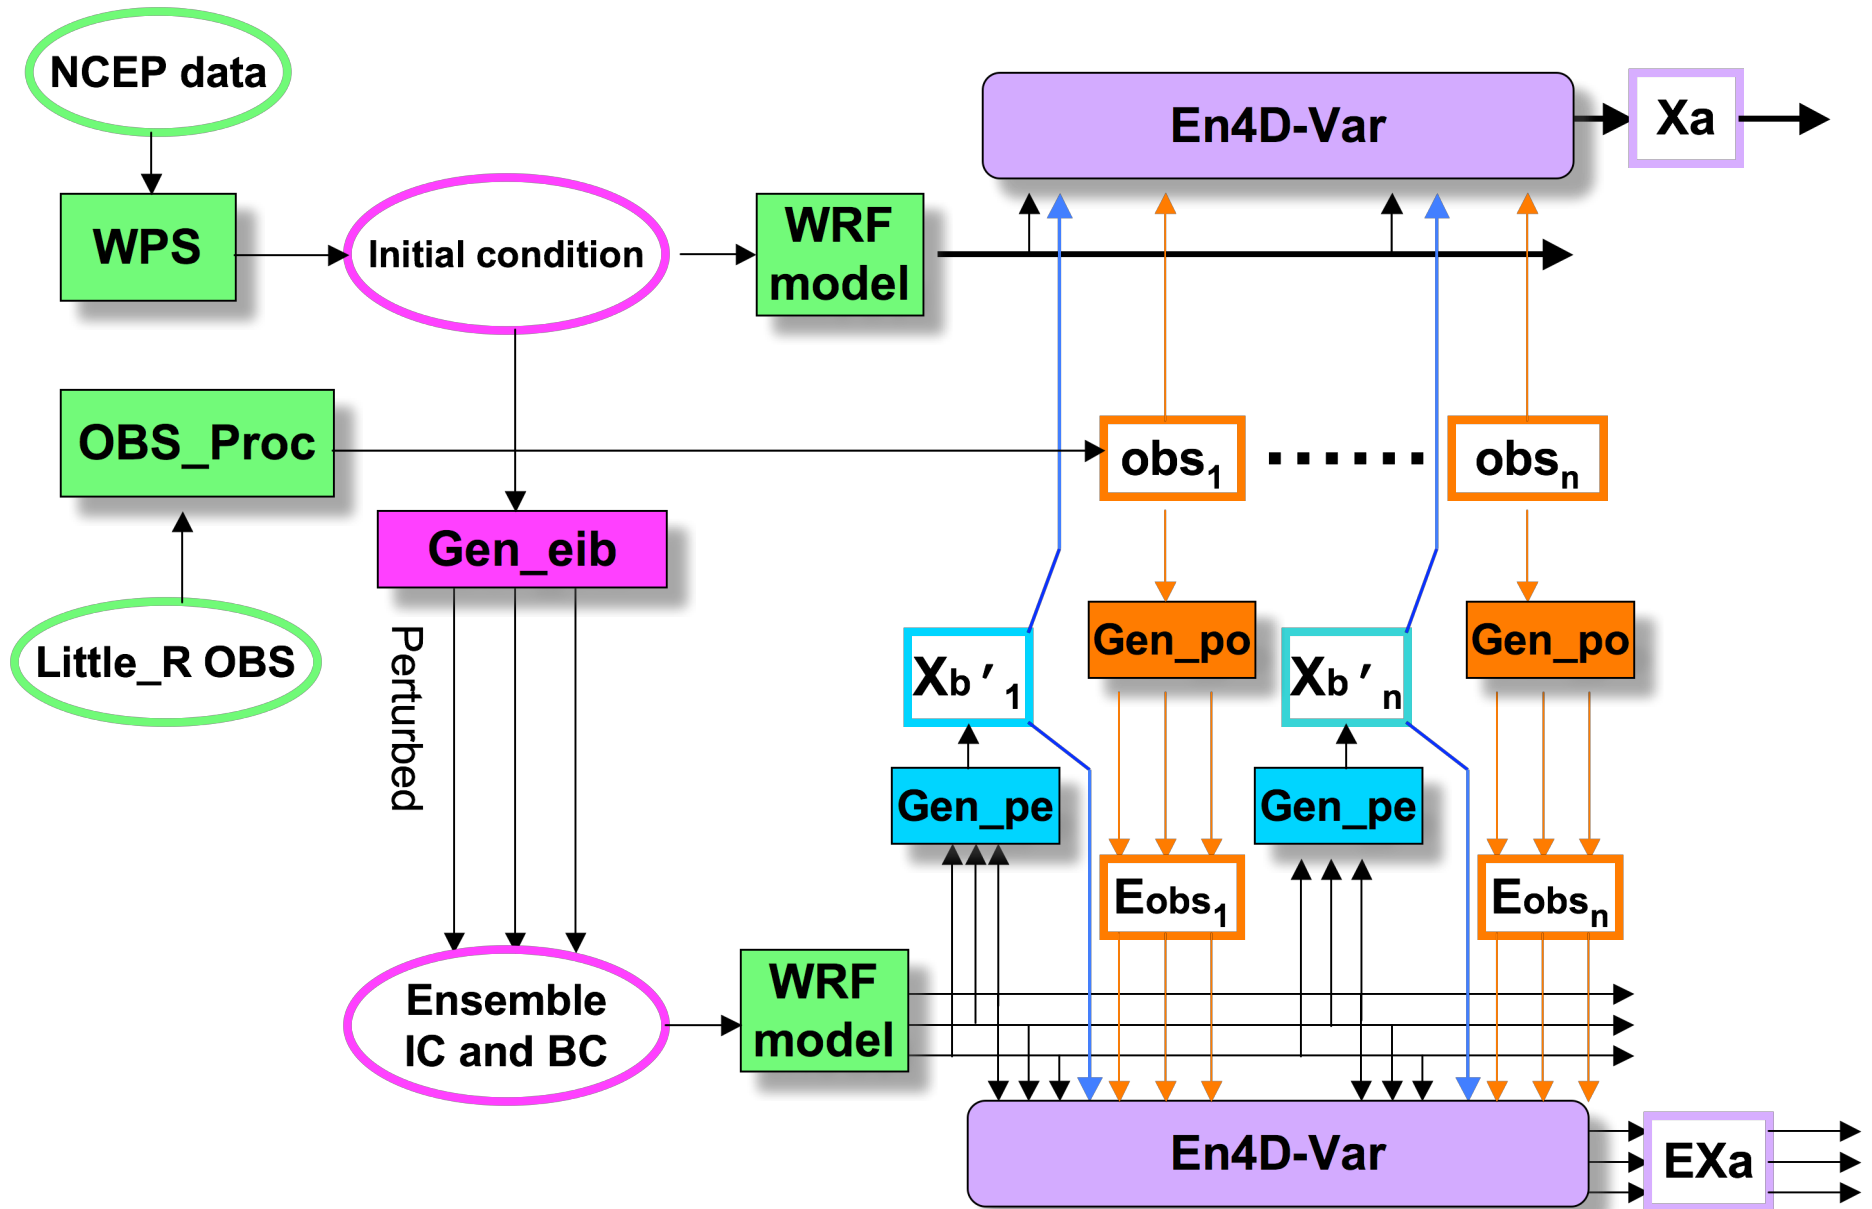 NCEP data
En4D-Var
Xa
WPS
Initial condition
WRF
model
OBS_Proc
obs1
......
obsn
Gen_eib
Little_R OBS
Perturbed
Xb′1
Gen_po
Xb′n
Gen_po
Gen_pe
Gen_pe
Eobs1
Eobsn
Ensemble
IC and BC
WRF
model
En4D-Var
EXa